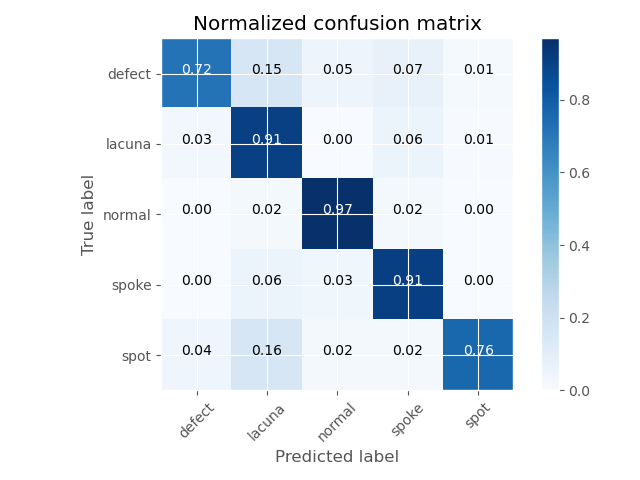 Normalized confusion matrix
True label
defect 0.72 0.15 0.05 0.07 0.01
lacuna 0.03 0.91 0.00 0.06 0.01
normal 0.00 0.02 0.97 0.02 0.00
spoke 0.00 0.06 0.03 0.91 0.00
spot 0.04 0.16 0.02 0.02 0.76
defect lacuna normal spoke spot
Predicted label
0.8
0.6
0.4
0.2
0.0